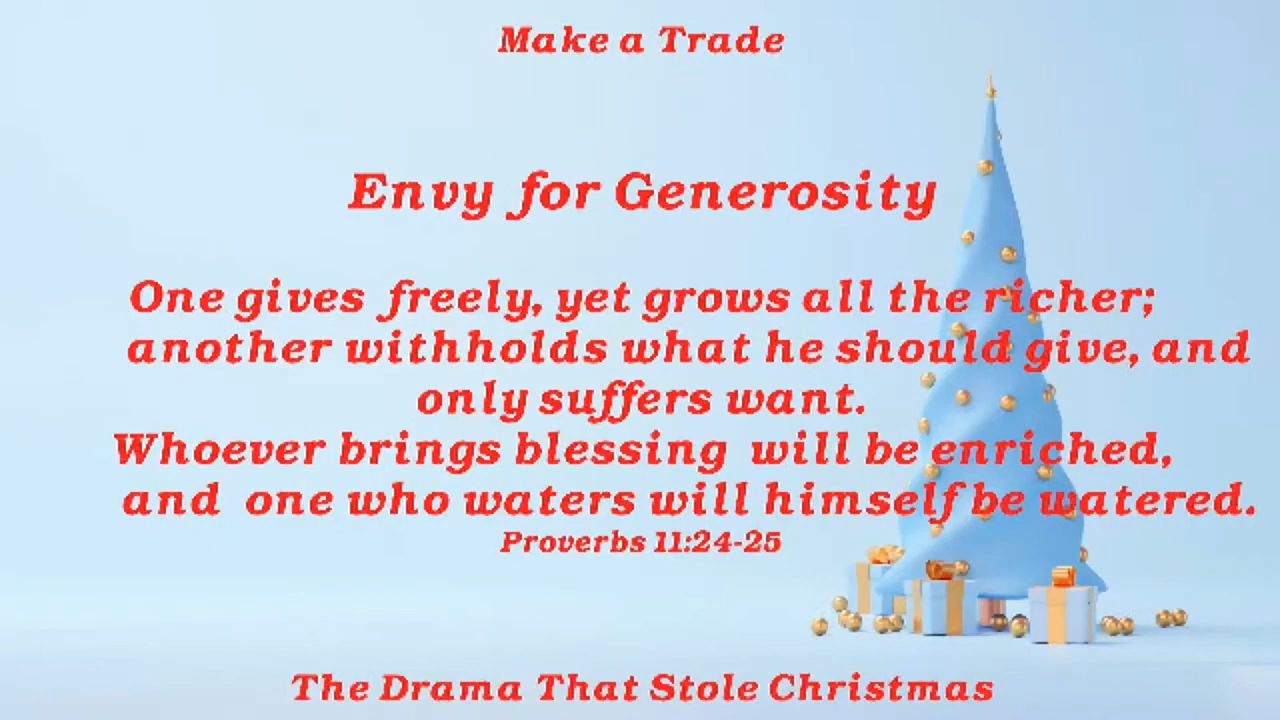 Make a Trade
Envy for Generosity
One gives freely, yet grows all the richer;
another withholds what he should give, and
only suffers want.
Whoever brings blessing will be enriched,
and one who waters will himself be watered.
Proverbs 11:24-25
The Drama That Stole Christmas